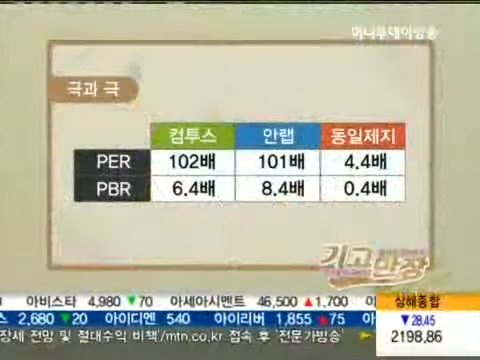 머니투데이방송
극과 극
컴투스 안랩 동일제지
PER 102배 101배 4.4배
PBR 6.4배 8.4배 0.4배
기고만장
아비스타 4,980 ▼70 아세아시멘트 46,500 ▲1,700
상해종합
2,680 ▼20 아이디엔 540 아이리버 1,855 ▲75
▼28,45
장세 전망 및 절대수익 비책'/mtn.co.kr 접속 후 '전문가방송'
2198,86